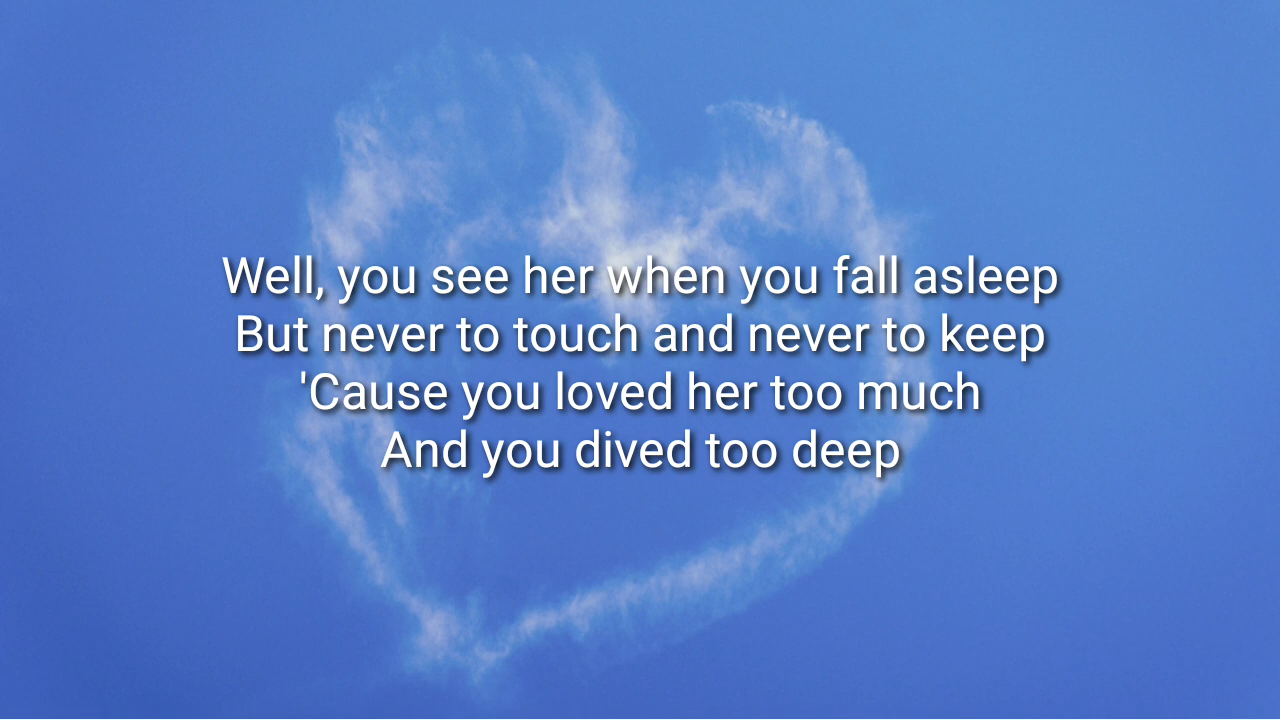 Well, you see her when you fall asleep
But never to touch and never to keep
'Cause you loved her too much
And you dived too deep